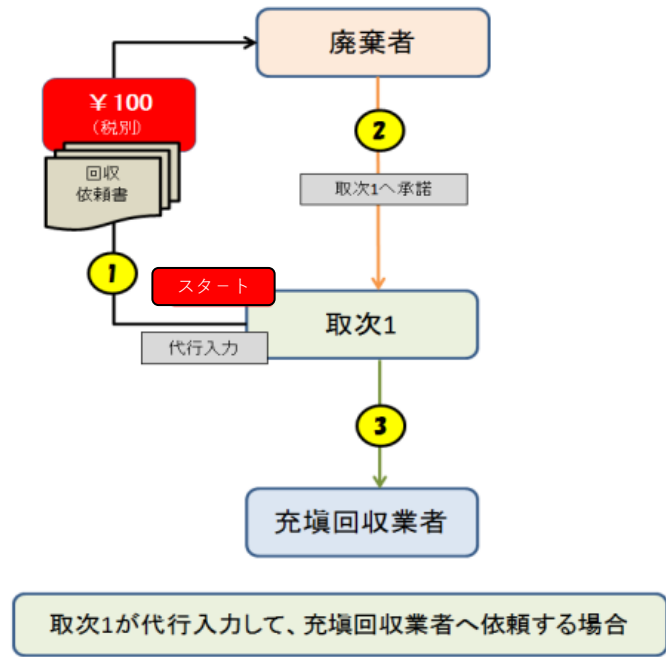 廃棄者
￥100
（税別）
回収
依頼書
2
取次1へ承諾
1
スタート
取次1
代行入力
3
充塡回収業者
取次1が代行入力して、充塡回収業者へ依頼する場合